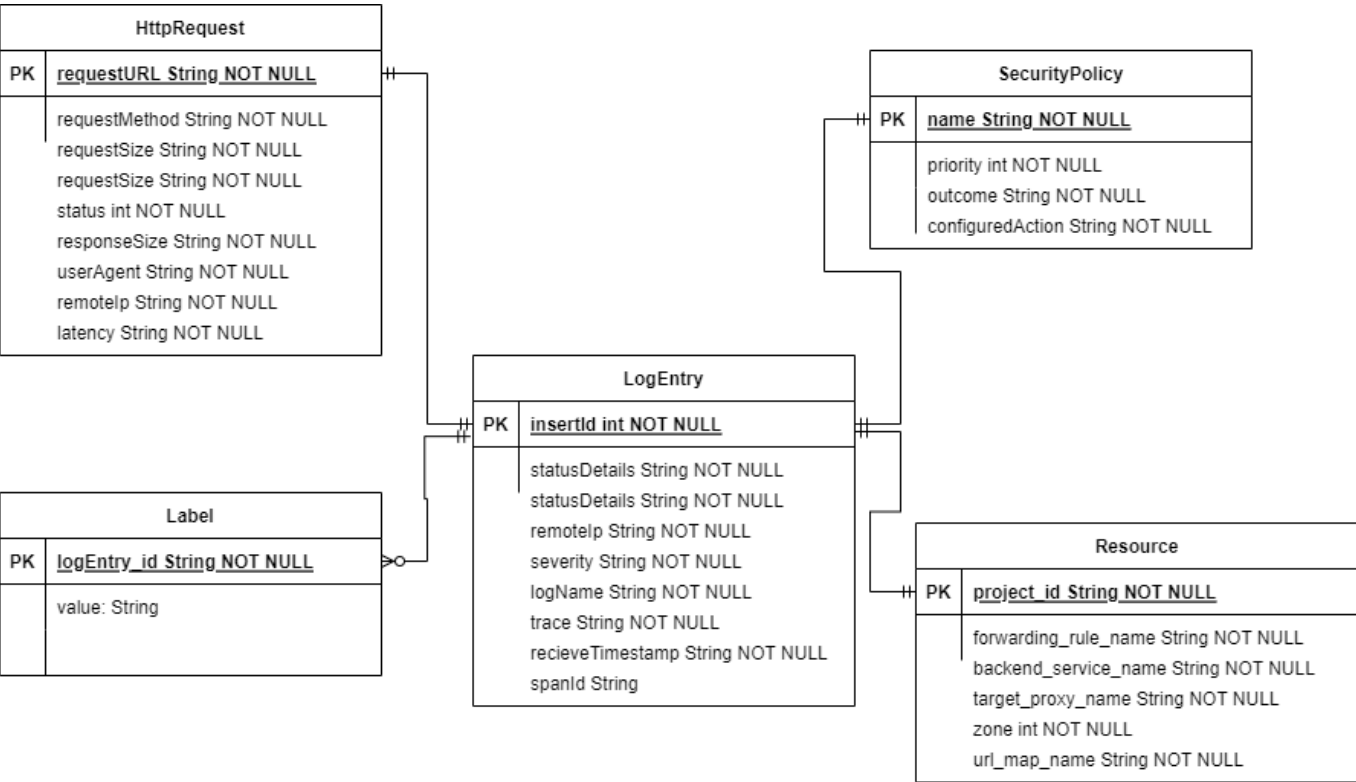 HttpRequest
PK requestURL String NOT NULL
requestMethod String NOT NULL
requestSize String NOT NULL
requestSize String NOT NULL
status int NOT NULL
responseSize String NOT NULL
userAgent String NOT NULL
remoteIp String NOT NULL
latency String NOT NULL
SecurityPolicy
PK name String NOT NULL
priority int NOT NULL
outcome String NOT NULL
configuredAction String NOT NULL
LogEntry
PK insertId int NOT NULL
statusDetails String NOT NULL
statusDetails String NOT NULL
remoteIp String NOT NULL
severity String NOT NULL
logName String NOT NULL
trace String NOT NULL
recieveTimestamp String NOT NULL
spanId String
Label
PK logEntry_id String NOT NULL
value: String
Resource
PK project_id String NOT NULL
forwarding_rule_name String NOT NULL
backend_service_name String NOT NULL
target_proxy_name String NOT NULL
zone int NOT NULL
url_map_name String NOT NULL